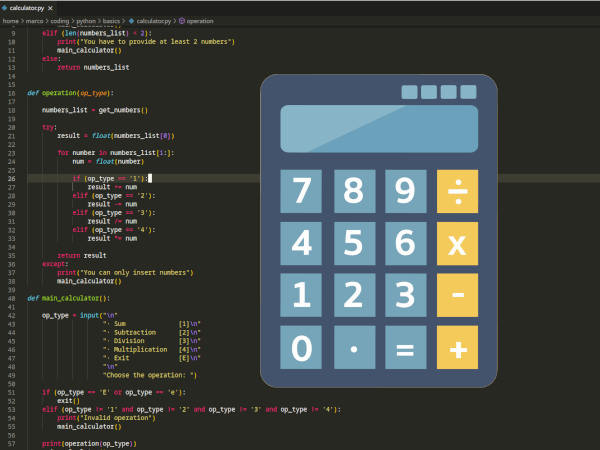 calculator.py ×
home > marco > coding > python > basics > calculator.py > operation
9 elif (len(numbers_list) < 2):
10 print("You have to provide at least 2 numbers")
11 main_calculator()
12 else:
13 return numbers_list
14
15
16 def operation(op_type):
17
18 numbers_list = get_numbers()
19
20 try:
21 result = float(numbers_list[0])
22
23 for number in numbers_list[1:]:
24 num = float(number)
25
26 if (op_type == '1'):
27 result += num
28 elif (op_type == '2'):
29 result -= num
30 elif (op_type == '3'):
31 result /= num
32 elif (op_type == '4'):
33 result *= num
34
35 return result
36 except:
37 print("You can only insert numbers")
38 main_calculator()
39
40 def main_calculator():
41
42 op_type = input("\n"
43 "· Sum [1]\n"
44 "· Subtraction [2]\n"
45 "· Division [3]\n"
46 "· Multiplication [4]\n"
47 "· Exit [E]\n"
48 "\n"
49 "Choose the operation: ")
50
51 if (op_type == 'E' or op_type == 'e'):
52 exit()
53 elif (op_type != '1' and op_type != '2' and op_type != '3' and op_type != '4'):
54 print("Invalid operation")
55 main_calculator()
56
57 print(operation(op_type))
7 8 9 ÷
4 5 6 x
1 2 3 -
0 · = +